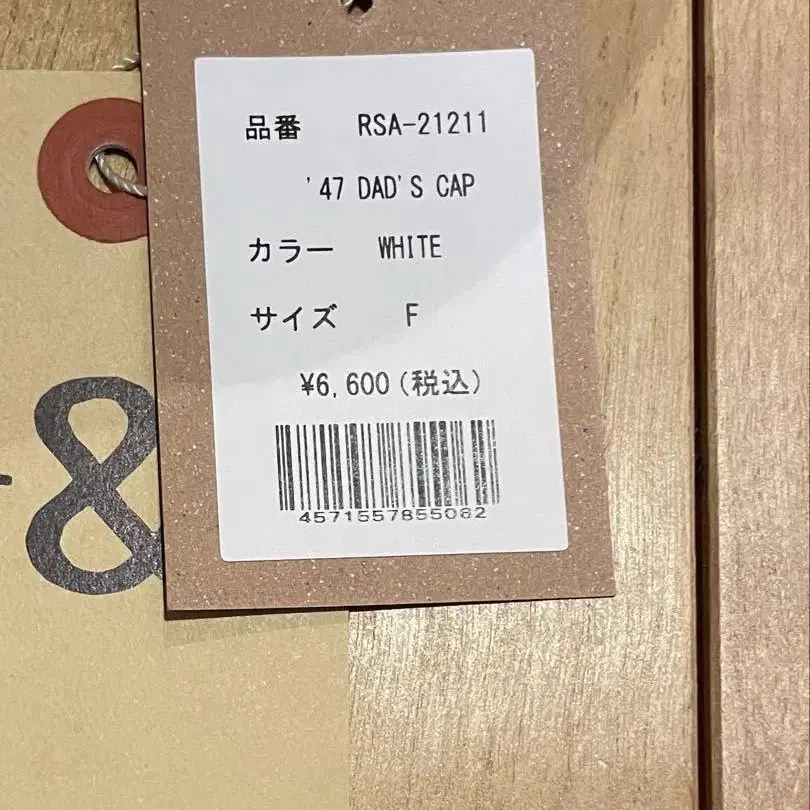 品番 RSA-21211
'47 DAD'S CAP
カラー WHITE
サイズ F
¥6,600(税込)
4571557855082
&